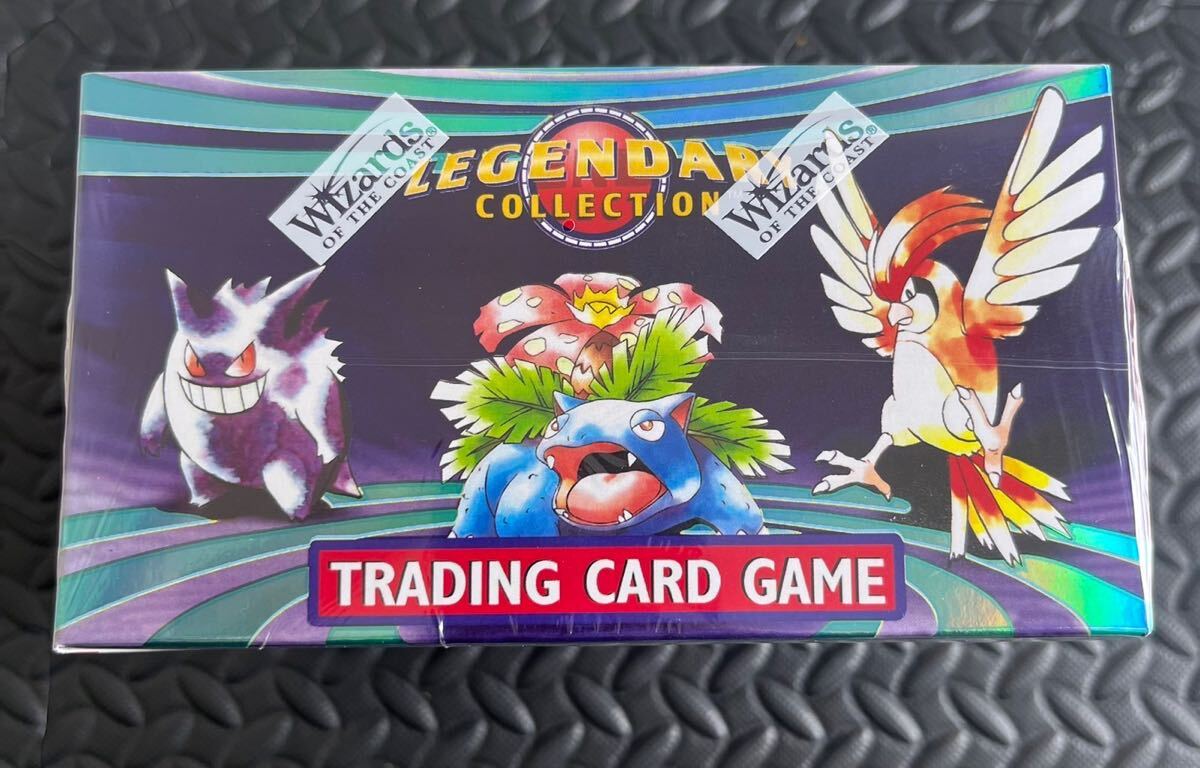 LEGENDARY
COLLECTION
Wizards®
OF THE COAST
Wizards®
OF THE COAST
TRADING CARD GAME